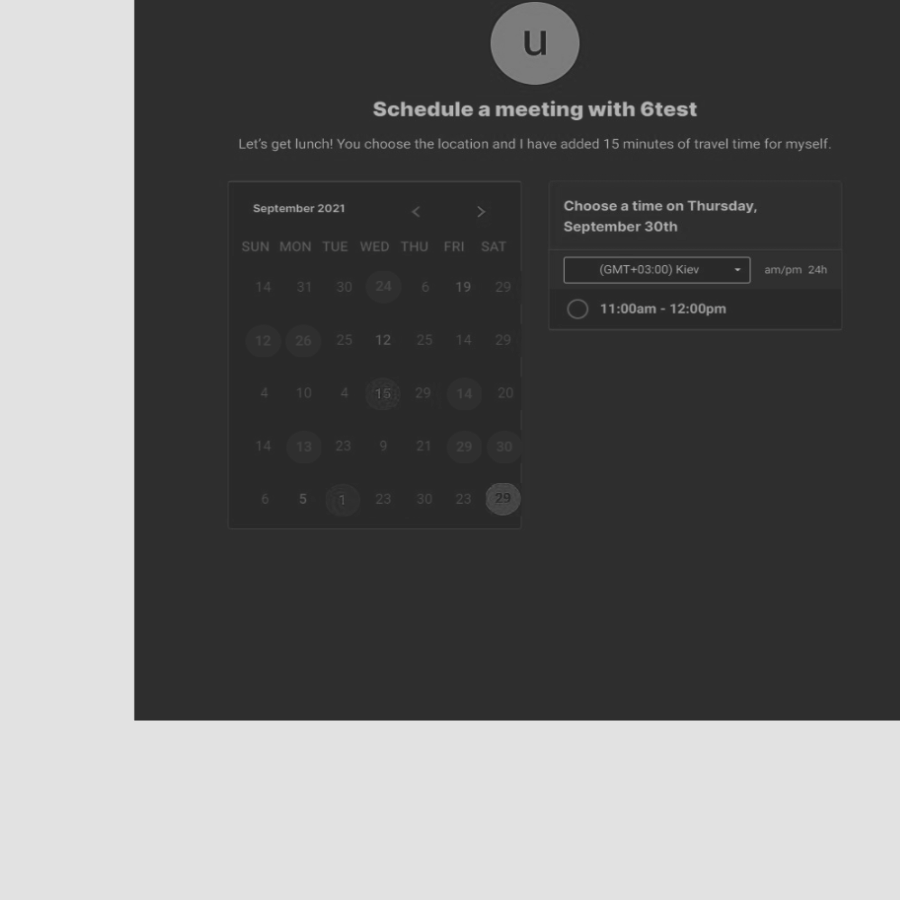 u
Schedule a meeting with 6test
Let's get lunch! You choose the location and I have added 15 minutes of travel time for myself.
September 2021
SUN MON TUE WED THU FRI SAT
14 31 30 24 6 19 29
12 26 25 12 25 14 29
4 10 4 15 29 14 20
14 13 23 9 21 29 30
6 5 1 23 30 23 29
Choose a time on Thursday,
September 30th
(GMT+03:00) Kiev am/pm 24h
11:00am - 12:00pm